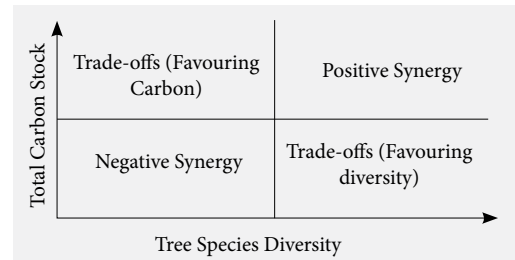 Total Carbon Stock
Trade-offs (Favouring
Carbon)
Positive Synergy
Negative Synergy
Trade-offs (Favouring
diversity)
Tree Species Diversity